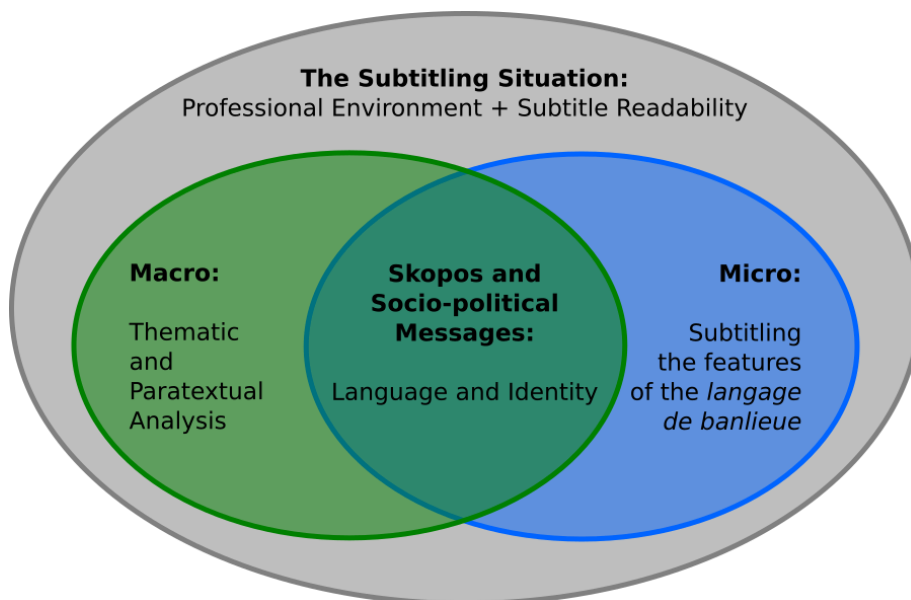 The Subtitling Situation:
Professional Environment + Subtitle Readability
Macro:
Thematic
and
Paratextual
Analysis
Skopos and
Socio-political
Messages:
Language and Identity
Micro:
Subtitling
the features
of the langage
de banlieue